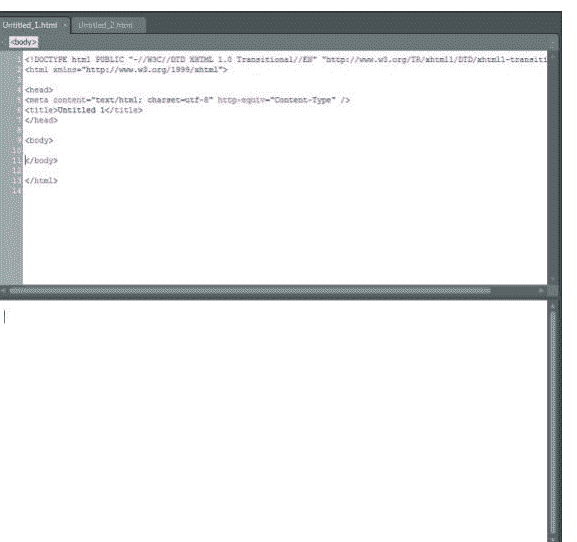 Untitled_1.html × Untitled_2.html
<body>
1 <!DOCTYPE html PUBLIC "-//W3C//DTD XHTML 1.0 Transitional//EN" "http://www.w3.org/TR/xhtml1/DTD/xhtml1-transiti
2 <html xmlns="http://www.w3.org/1999/xhtml">
3
4 <head>
5 <meta content="text/html; charset=utf-8" http-equiv="Content-Type" />
6 <title>Untitled 1</title>
7 </head>
8
9 <body>
10
11 </body>
12
13 </html>
14